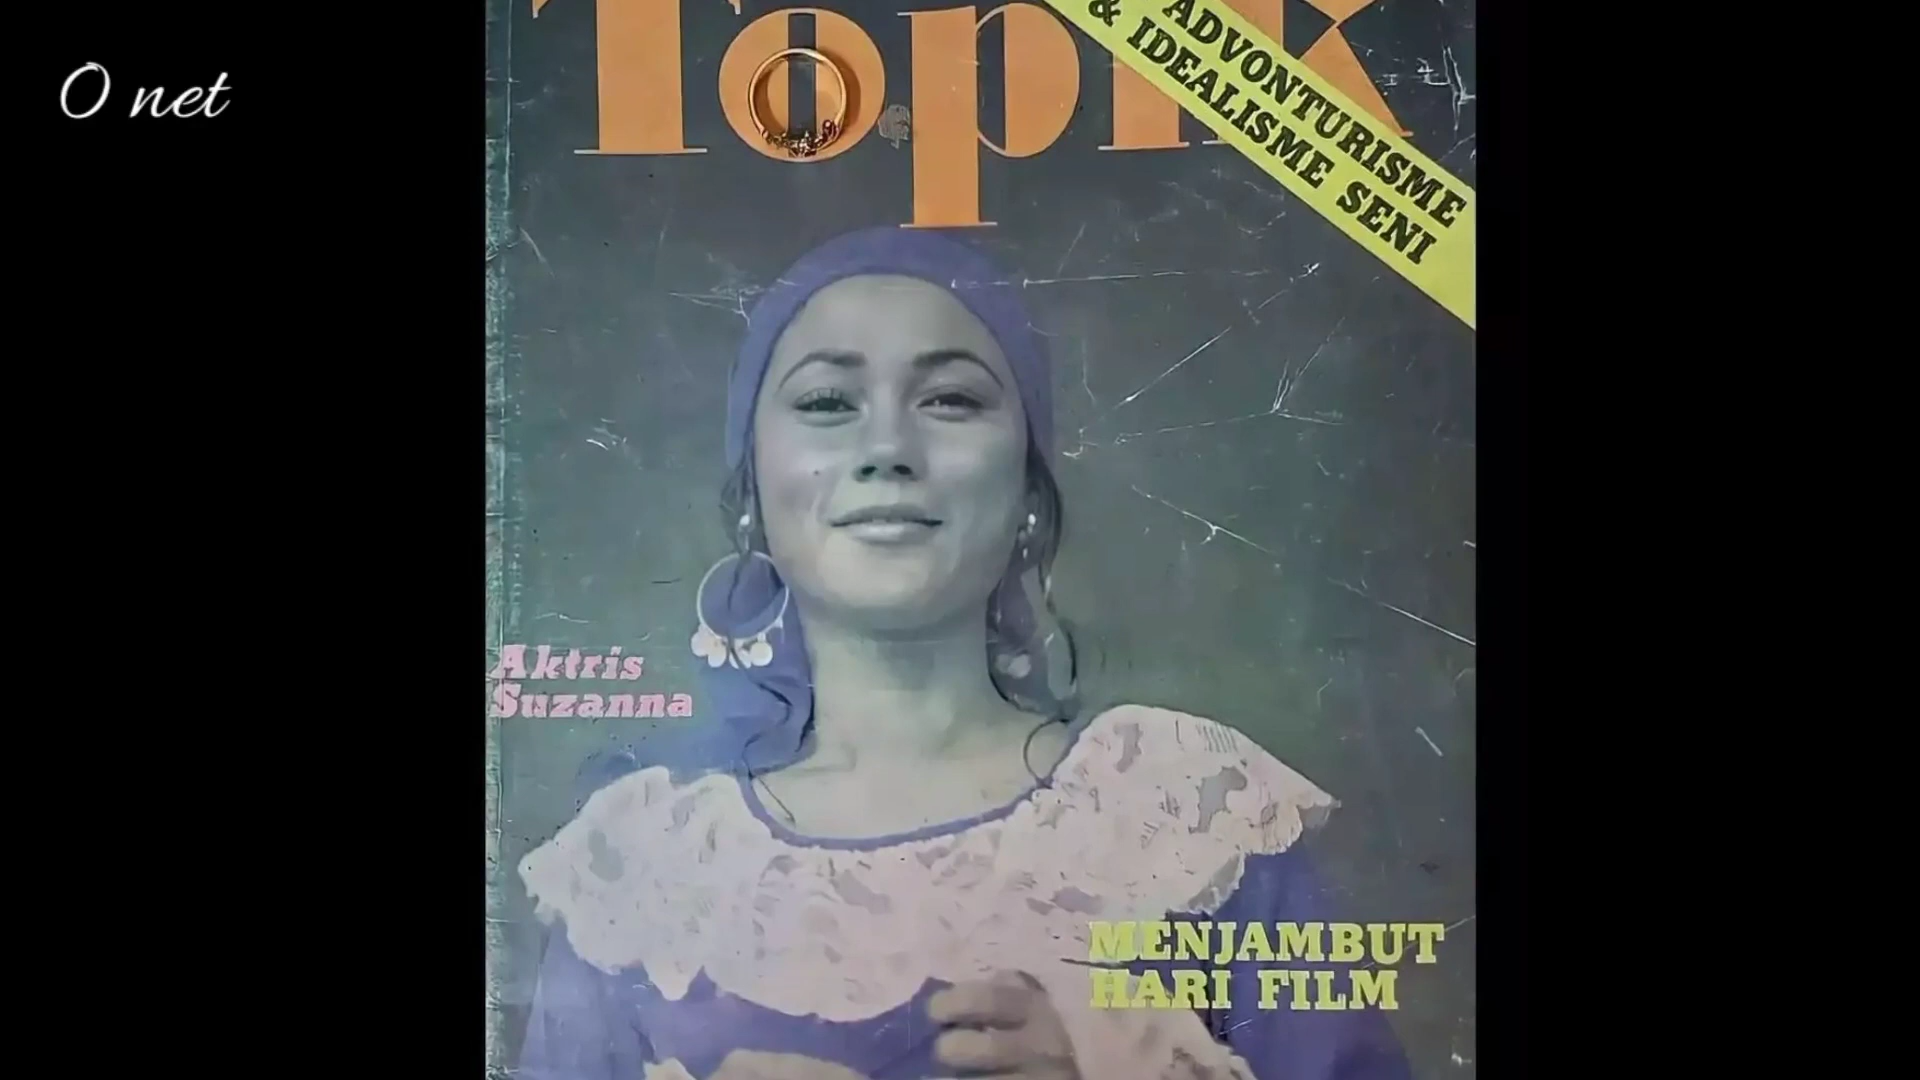 O net
Topik
ADVONTURISME
& IDEALISME SENI
Aktris
Suzanna
MENJAMBUT
HARI FILM